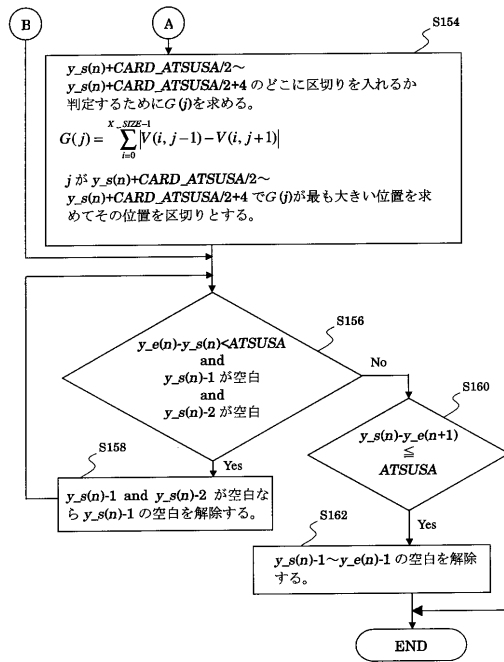 B
A
S154
y_s(n)+CARD_ATSUSA/2～
y_s(n)+CARD_ATSUSA/2+4 のどこに区切りを入れるか
判定するためにG (j)を求める。
G(j) = \sum_{i=0}^{X_SIZE-1} |V(i, j-1) − V(i, j+1)|
j が y_s(n)+CARD_ATSUSA/2～
y_s(n)+CARD_ATSUSA/2+4 でG (j)が最も大きい位置を求
めてその位置を区切りとする。
S156
y_e(n)-y_s(n)<ATSUSA
and
y_s(n)-1 が空白
and
y_s(n)-2 が空白
No
S160
y_s(n)-y_e(n+1)
≦
ATSUSA
S158
Yes
y_s(n)-1 and y_s(n)-2 が空白な
ら y_s(n)-1 の空白を解除する。
S162
Yes
y_s(n)-1～y_e(n)-1 の空白を解除
する。
END